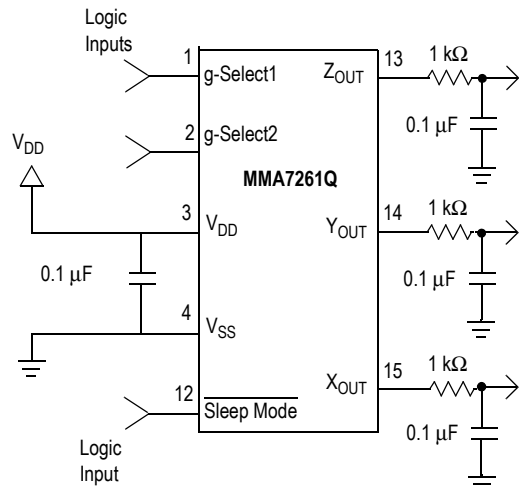 Logic
Inputs
1
g-Select1
2
g-Select2
V_DD
3
V_DD
0.1 μF
4
V_SS
12
Sleep Mode
Logic
Input
MMA7261Q
Z_OUT
13
1 kΩ
0.1 μF
Y_OUT
14
1 kΩ
0.1 μF
X_OUT
15
1 kΩ
0.1 μF